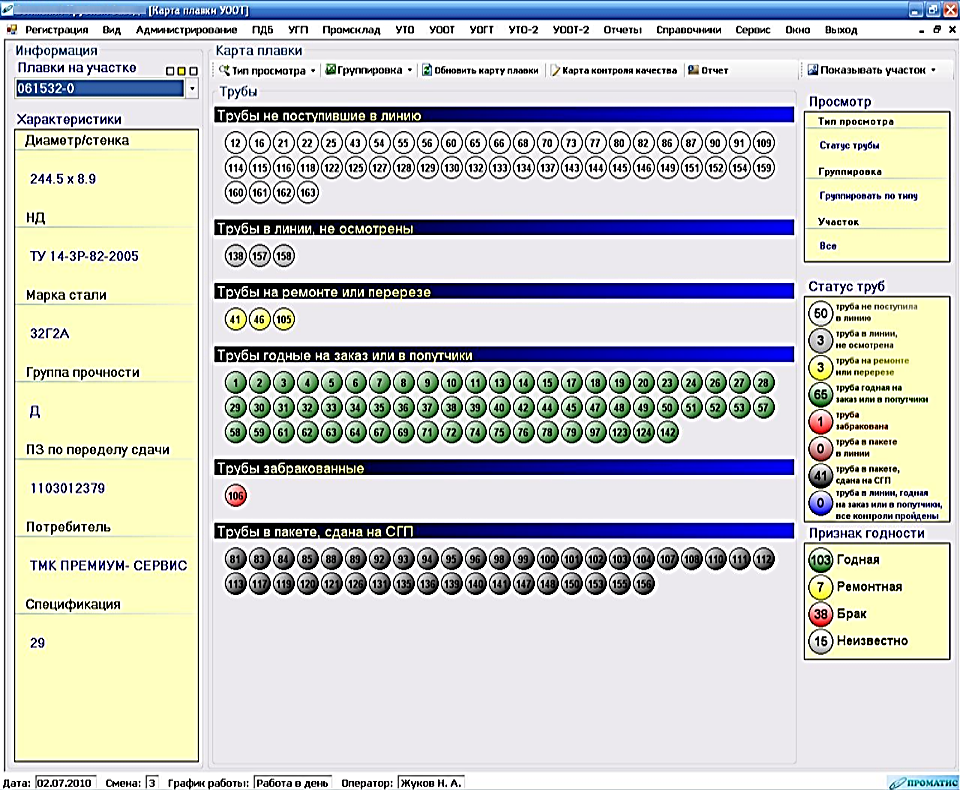 [Карта плавки УООТ]
Регистрация Вид Администрирование ПДБ УГП Промсклад УТО УООТ УОГТ УТО-2 УООТ-2 Отчеты Справочники Сервис Окно Выход
Информация
Плавки на участке
061532-0
Характеристики
Диаметр/стенка
244.5 x 8.9
НД
ТУ 14-3Р-82-2005
Марка стали
32Г2А
Группа прочности
Д
ПЗ по переделу сдачи
1103012379
Потребитель
ТМК ПРЕМИУМ- СЕРВИС
Спецификация
29
Карта плавки
Тип просмотра Группировка Обновить карту плавки Карта контроля качества Отчет Показывать участок
Трубы
Трубы не поступившие в линию
12 16 21 22 25 43 54 55 56 60 65 66 68 70 73 77 80 82 86 87 90 91 109
114 115 116 118 122 125 127 128 129 130 132 133 134 137 143 144 145 146 149 151 152 154 159
160 161 162 163
Трубы в линии, не осмотрены
138 157 158
Трубы на ремонте или перерезе
41 46 105
Трубы годные на заказ или в попутчики
1 2 3 4 5 6 7 8 9 10 11 13 14 15 17 18 19 20 23 24 26 27 28
29 30 31 32 33 34 35 36 37 38 39 40 42 44 45 47 48 49 50 51 52 53 57
58 59 61 62 63 64 67 69 71 72 74 75 76 78 79 97 123 124 142
Трубы забракованные
106
Трубы в пакете, сдана на СГП
81 83 84 85 88 89 92 93 94 95 96 98 99 100 101 102 103 104 107 108 110 111 112
113 117 119 120 121 126 131 135 136 139 140 141 147 148 150 153 155 156
Просмотр
Тип просмотра
Статус трубы
Группировка
Группировать по типу
Участок
Все
Статус труб
50 труба не поступила
в линию
3 труба в линии,
не осмотрена
3 труба на ремонте
или перерезе
65 труба годная на
заказ или в попутчики
1 труба
забракована
0 труба в пакете
в линии
41 труба в пакете,
сдана на СГП
0 труба в линии, годная
на заказ или в попутчики,
все контроли пройдены
Признак годности
103 Годная
7 Ремонтная
38 Брак
15 Неизвестно
Дата: 02.07.2010 Смена: 3 График работы: Работа в день Оператор: Жуков Н. А.
ПРОМАТИС